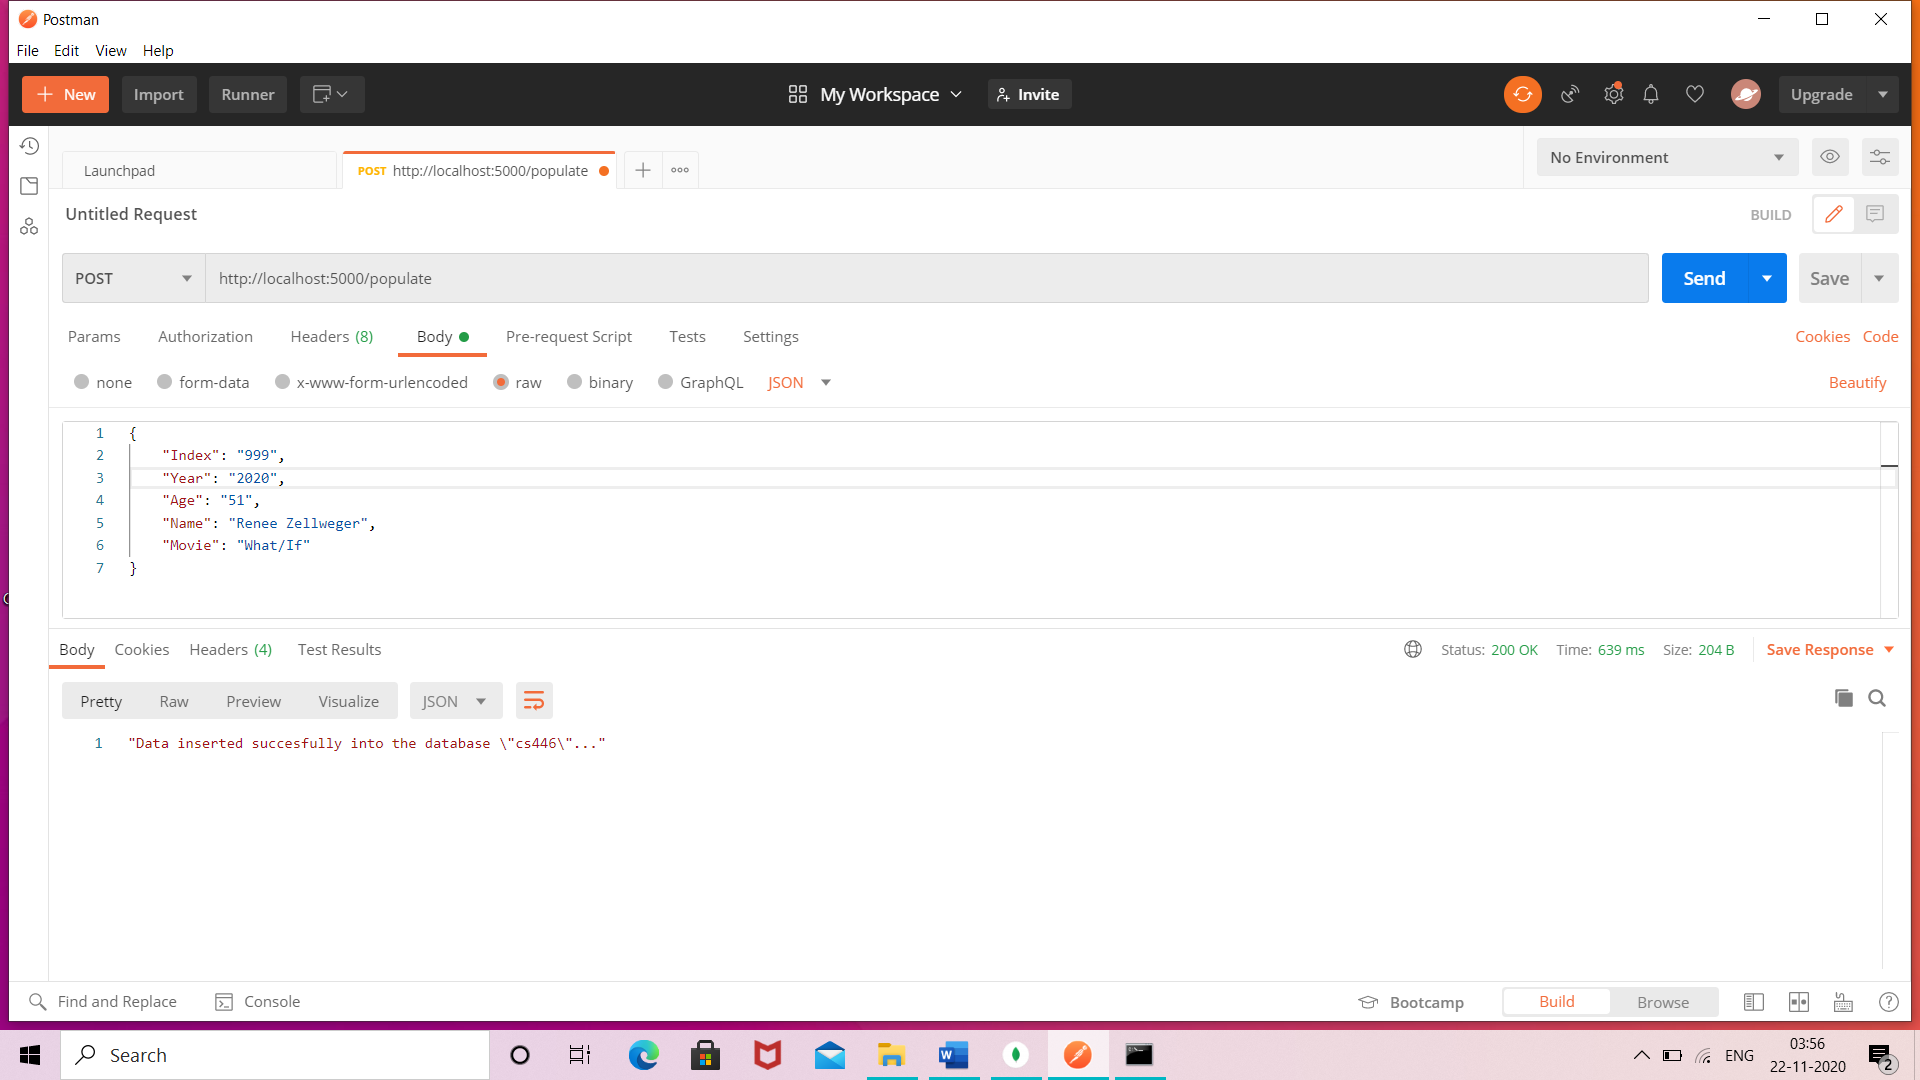 Postman
File Edit View Help
New Import Runner My Workspace Invite Upgrade
Launchpad POST http://localhost:5000/populate No Environment
Untitled Request BUILD
POST http://localhost:5000/populate Send Save
Params Authorization Headers (8) Body Pre-request Script Tests Settings Cookies Code
none form-data x-www-form-urlencoded raw binary GraphQL JSON Beautify
1 {
2 "Index": "999",
3 "Year": "2020",
4 "Age": "51",
5 "Name": "Renee Zellweger",
6 "Movie": "What/If"
7 }
Body Cookies Headers (4) Test Results Status: 200 OK Time: 639 ms Size: 204 B Save Response
Pretty Raw Preview Visualize JSON
1 "Data inserted succesfully into the database \"cs446\"..."
Find and Replace Console Bootcamp Build Browse
Search ENG 03:56
22-11-2020 2